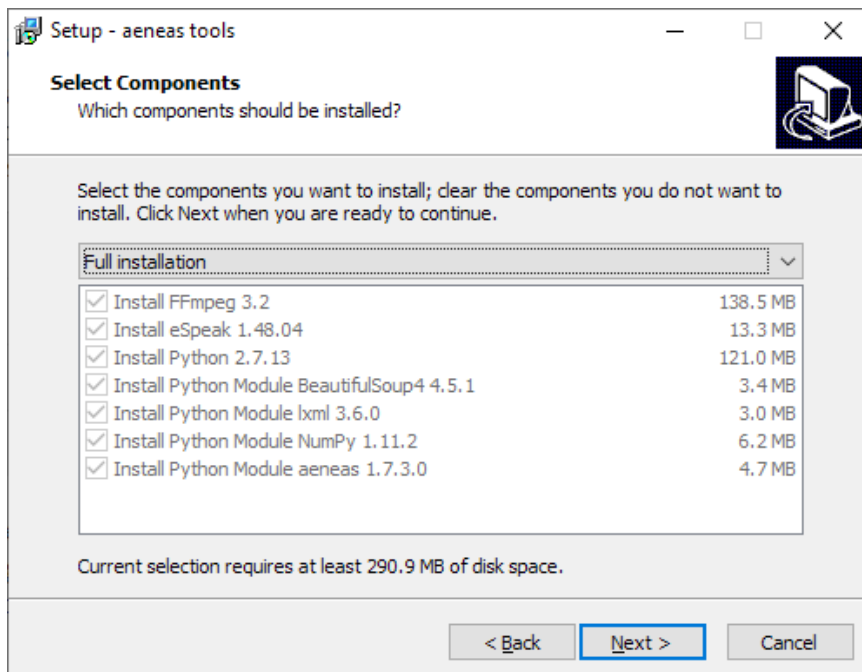 Setup - aeneas tools
Select Components
Which components should be installed?
Select the components you want to install; clear the components you do not want to
install. Click Next when you are ready to continue.
Full installation
Install FFmpeg 3.2 138.5 MB
Install eSpeak 1.48.04 13.3 MB
Install Python 2.7.13 121.0 MB
Install Python Module BeautifulSoup4 4.5.1 3.4 MB
Install Python Module lxml 3.6.0 3.0 MB
Install Python Module NumPy 1.11.2 6.2 MB
Install Python Module aeneas 1.7.3.0 4.7 MB
Current selection requires at least 290.9 MB of disk space.
< Back Next > Cancel